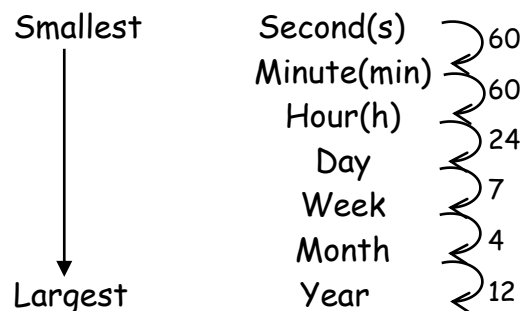 Smallest Second(s)
60
Minute(min)
60
Hour(h)
24
Day
7
Week
4
Month
12
Largest Year